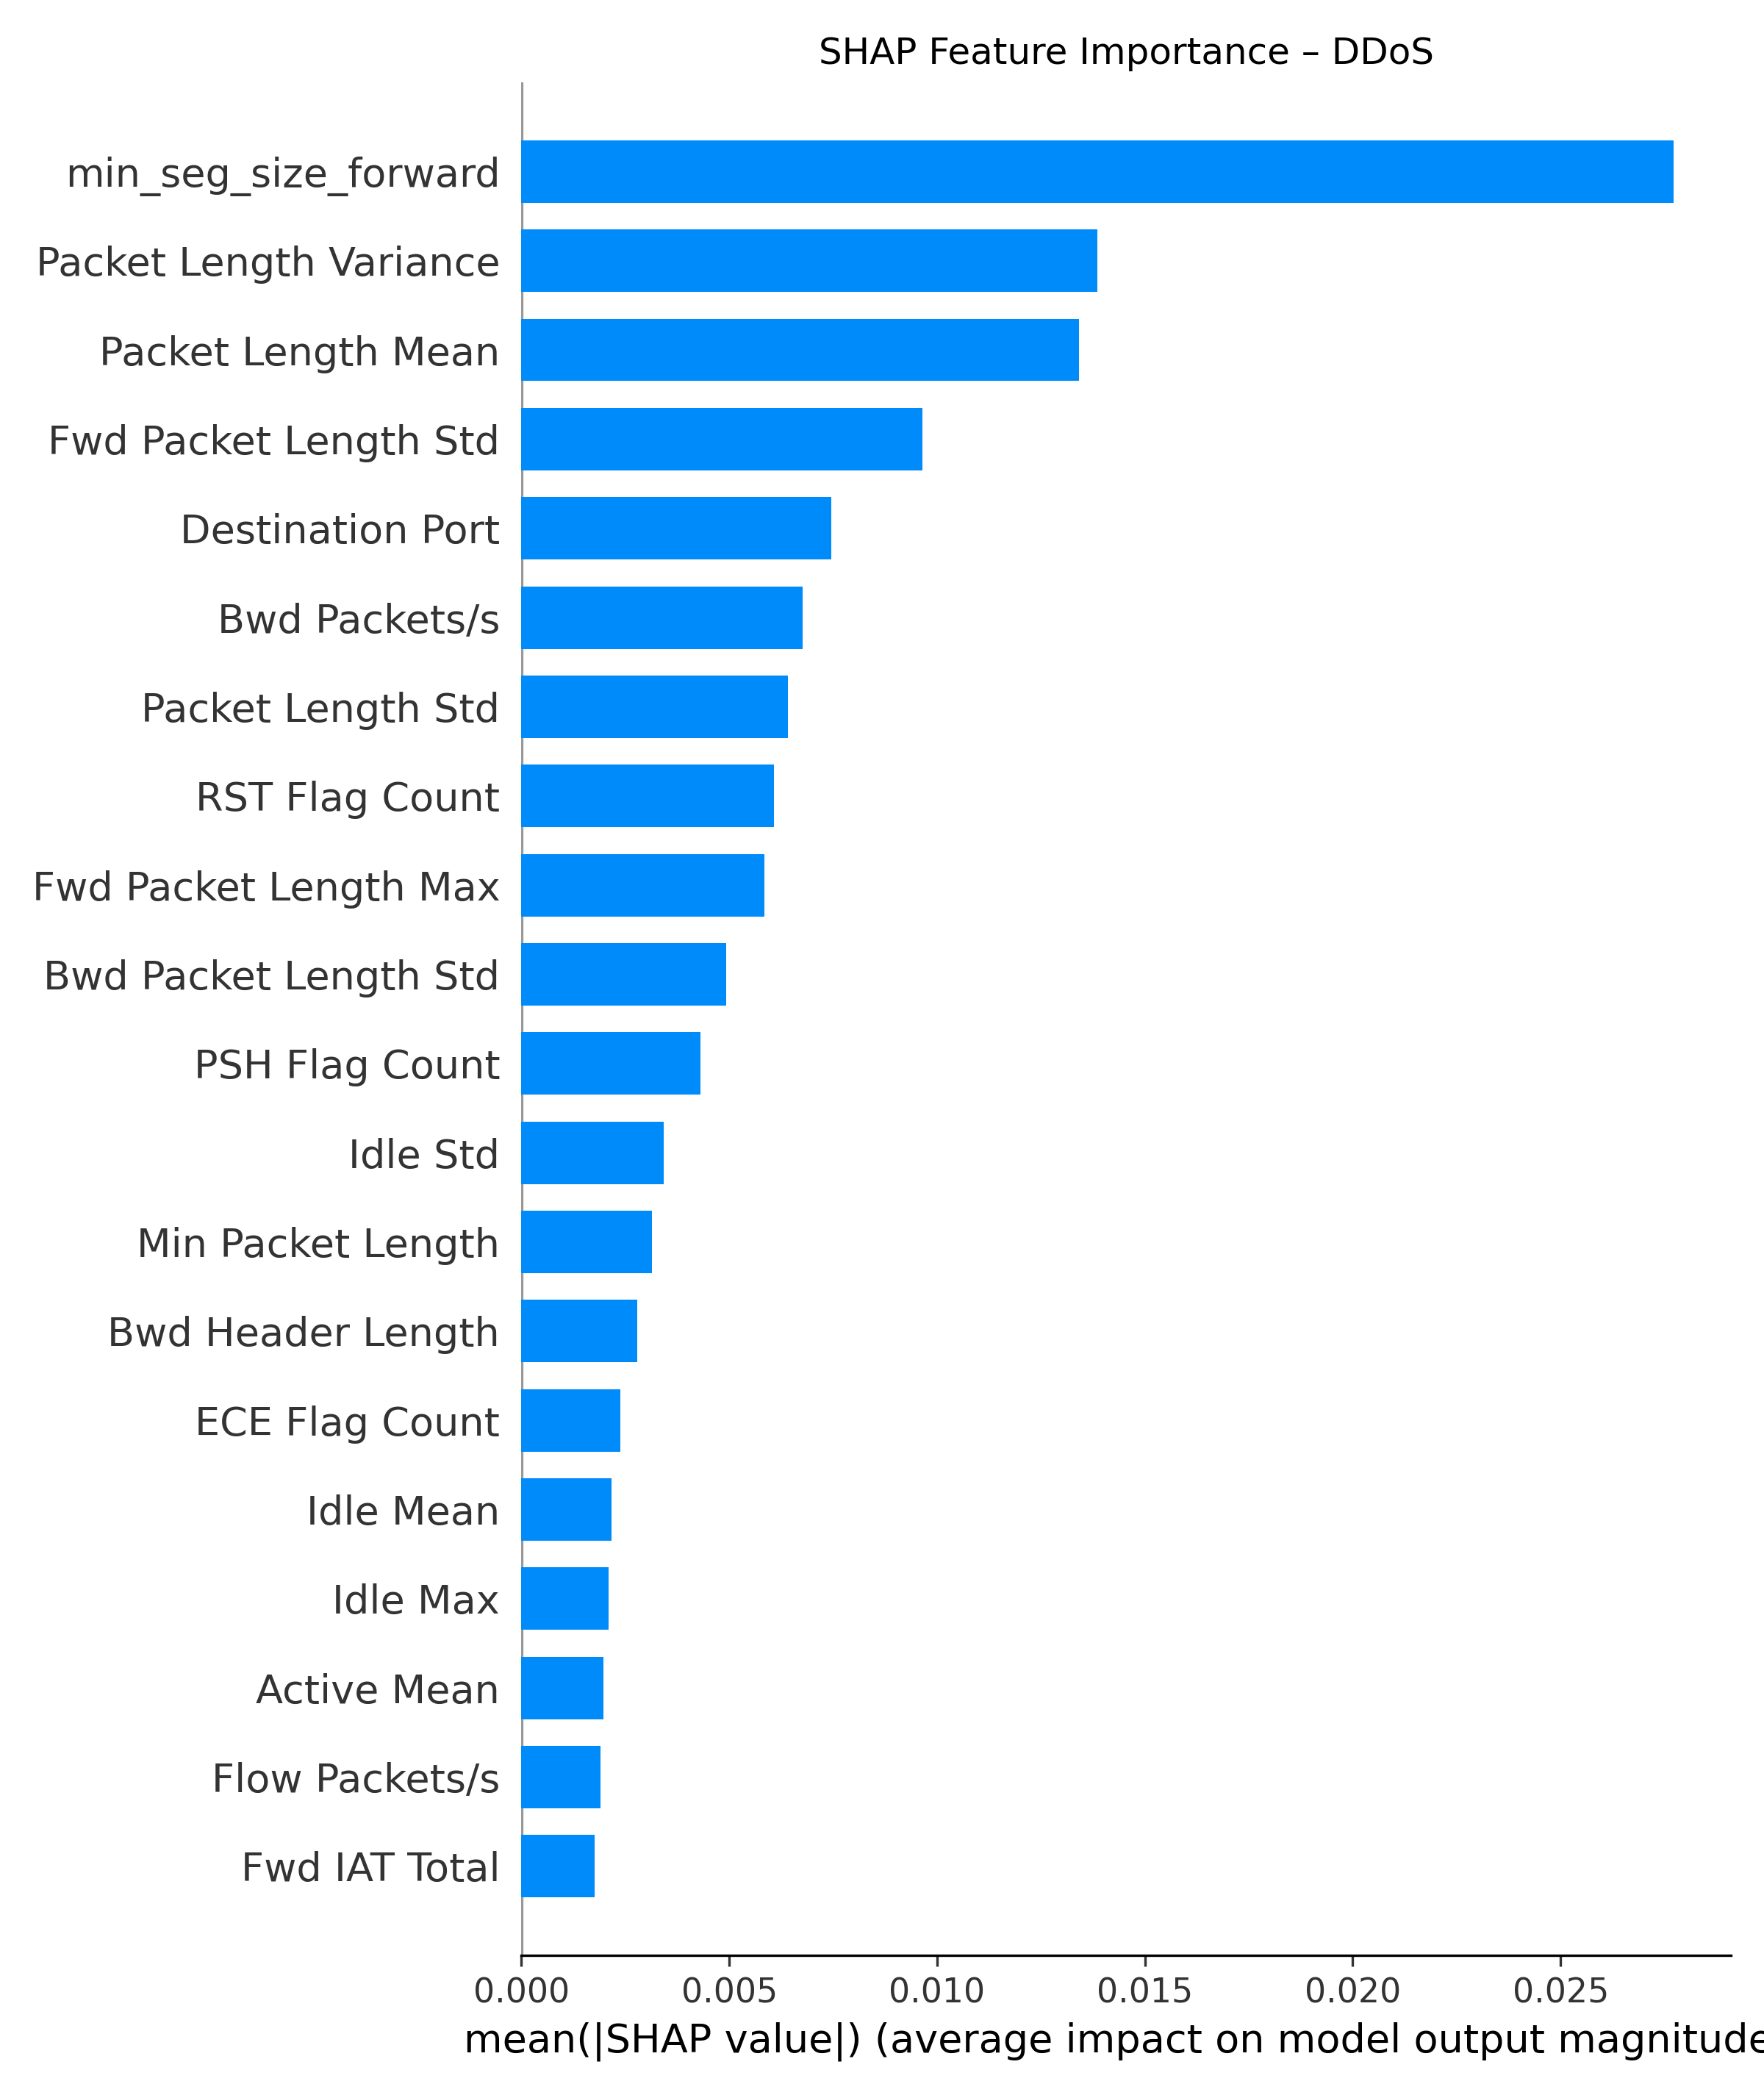 SHAP Feature Importance – DDoS
min_seg_size_forward
Packet Length Variance
Packet Length Mean
Fwd Packet Length Std
Destination Port
Bwd Packets/s
Packet Length Std
RST Flag Count
Fwd Packet Length Max
Bwd Packet Length Std
PSH Flag Count
Idle Std
Min Packet Length
Bwd Header Length
ECE Flag Count
Idle Mean
Idle Max
Active Mean
Flow Packets/s
Fwd IAT Total
0.000 0.005 0.010 0.015 0.020 0.025
mean(|SHAP value|) (average impact on model output magnitude